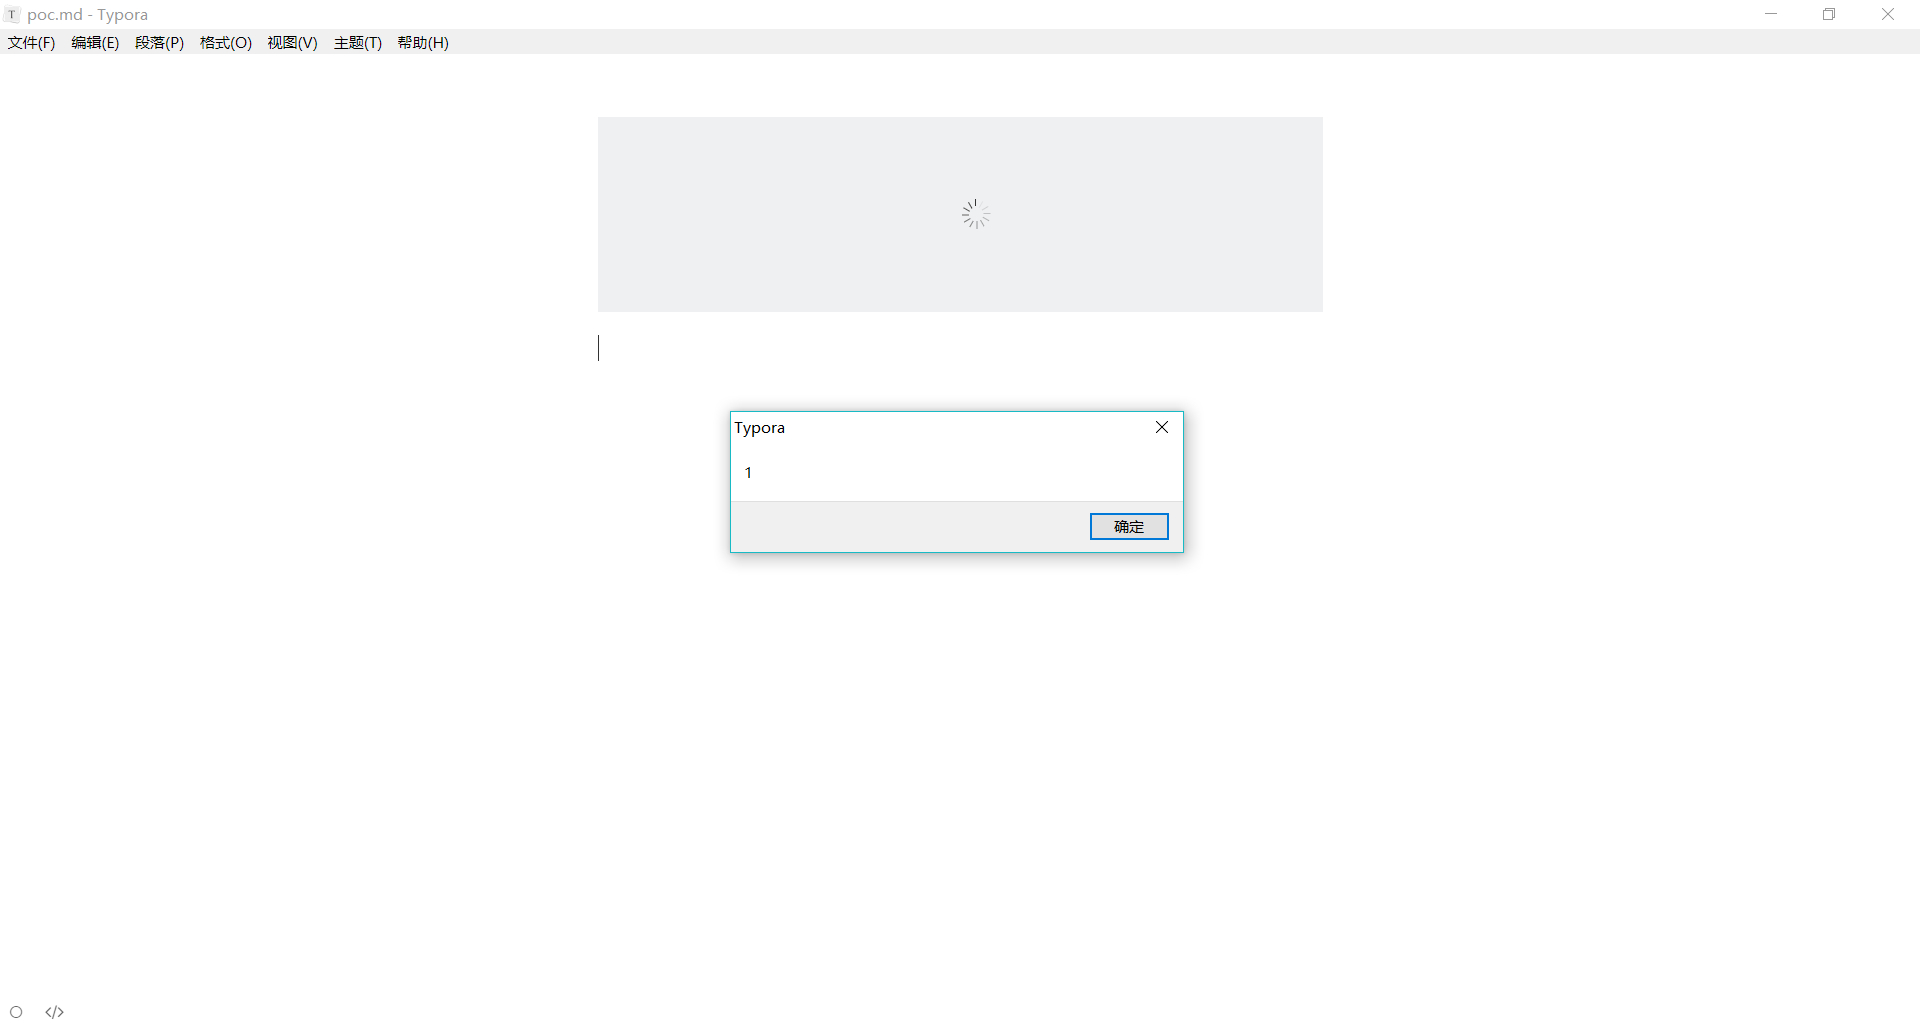 T poc.md - Typora
文件(F) 编辑(E) 段落(P) 格式(O) 视图(V) 主题(T) 帮助(H)
Typora
1
确定
</>